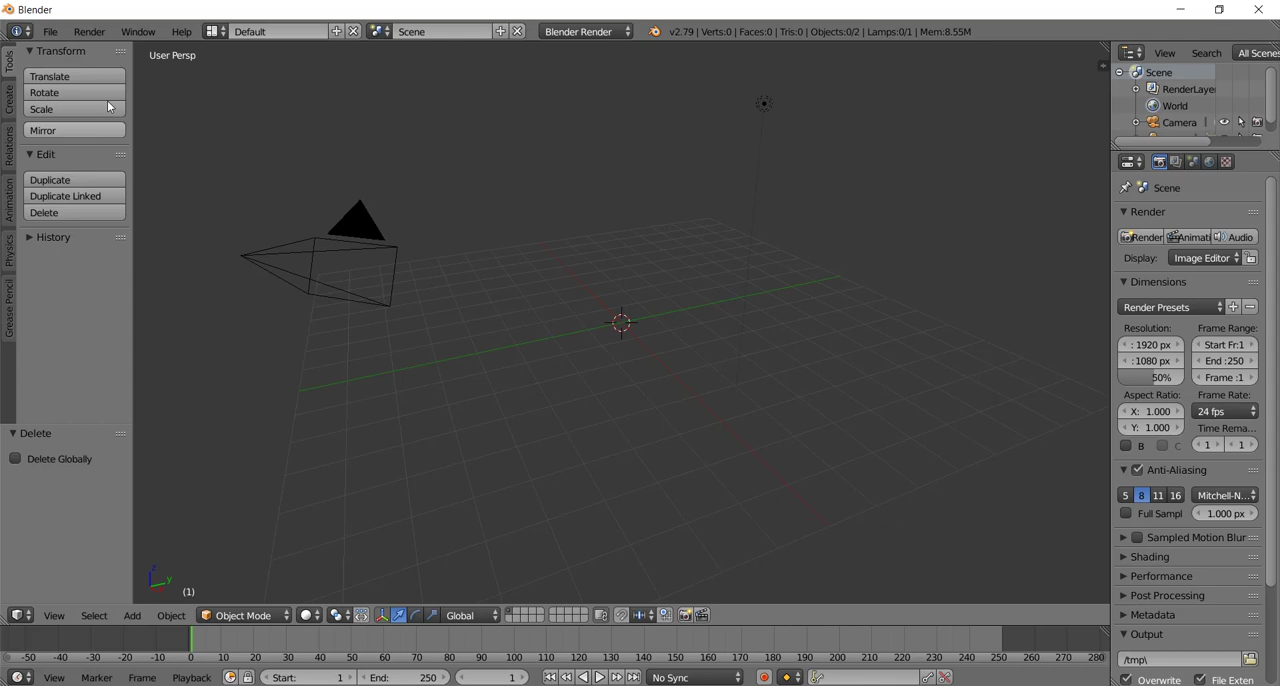 Blender
File Render Window Help Default Scene Blender Render v2.79 | Verts:0 | Faces:0 | Tris:0 | Objects:0/2 | Lamps:0/1 | Mem:8.55M
Tools
Create
Relations
Animation
Physics
Grease Pencil
Transform
Translate
Rotate
Scale
Mirror
Edit
Duplicate
Duplicate Linked
Delete
History
Delete
Delete Globally
User Persp
z
y
(1)
View Search All Scenes
Scene
RenderLaye
World
Camera
Scene
Render
Render Animati Audio
Display: Image Editor
Dimensions
Render Presets
Resolution: Frame Range:
: 1920 px Start Fr:1
:1080 px End :250
50% Frame :1
Aspect Ratio: Frame Rate:
X: 1.000 24 fps
Y: 1.000 Time Rema...
B C 1 1
Anti-Aliasing
5 8 11 16 Mitchell-N...
Full Sampl 1.000 px
Sampled Motion Blur
Shading
Performance
Post Processing
Metadata
Output
/tmp\
Overwrite File Exten
View Select Add Object Object Mode Global
-50 -40 -30 -20 -10 0 10 20 30 40 50 60 70 80 90 100 110 120 130 140 150 160 170 180 190 200 210 220 230 240 250 260 270 280
View Marker Frame Playback Start: 1 End: 250 1 No Sync